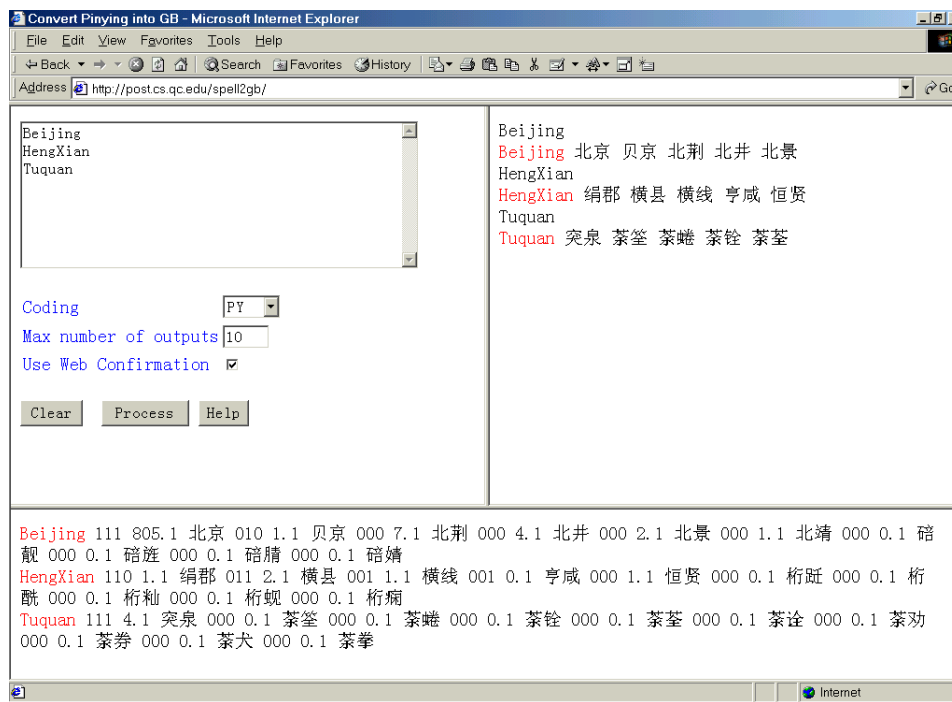 Convert Pinying into GB - Microsoft Internet Explorer
File Edit View Favorites Tools Help
Back Search Favorites History
Address http://post.cs.qc.edu/spell2gb/ Go
Beijing
HengXian
Tuquan
Coding PY
Max number of outputs 10
Use Web Confirmation
Clear Process Help
Beijing
Beijing 北京 贝京 北荆 北井 北景
HengXian
HengXian 绢郡 横县 横线 亨咸 恒贤
Tuquan
Tuquan 突泉 荼筌 荼蜷 荼铨 荼荃
Beijing 111 805.1 北京 010 1.1 贝京 000 7.1 北荆 000 4.1 北井 000 2.1 北景 000 1.1 北靖 000 0.1 碚
靓 000 0.1 碚旌 000 0.1 碚腈 000 0.1 碚婧
HengXian 110 1.1 绢郡 011 2.1 横县 001 1.1 横线 001 0.1 亨咸 000 1.1 恒贤 000 0.1 桁跹 000 0.1 桁
酰 000 0.1 桁籼 000 0.1 桁蚬 000 0.1 桁痫
Tuquan 111 4.1 突泉 000 0.1 荼筌 000 0.1 荼蜷 000 0.1 荼铨 000 0.1 荼荃 000 0.1 荼诠 000 0.1 荼劝
000 0.1 荼券 000 0.1 荼犬 000 0.1 荼拳
Internet